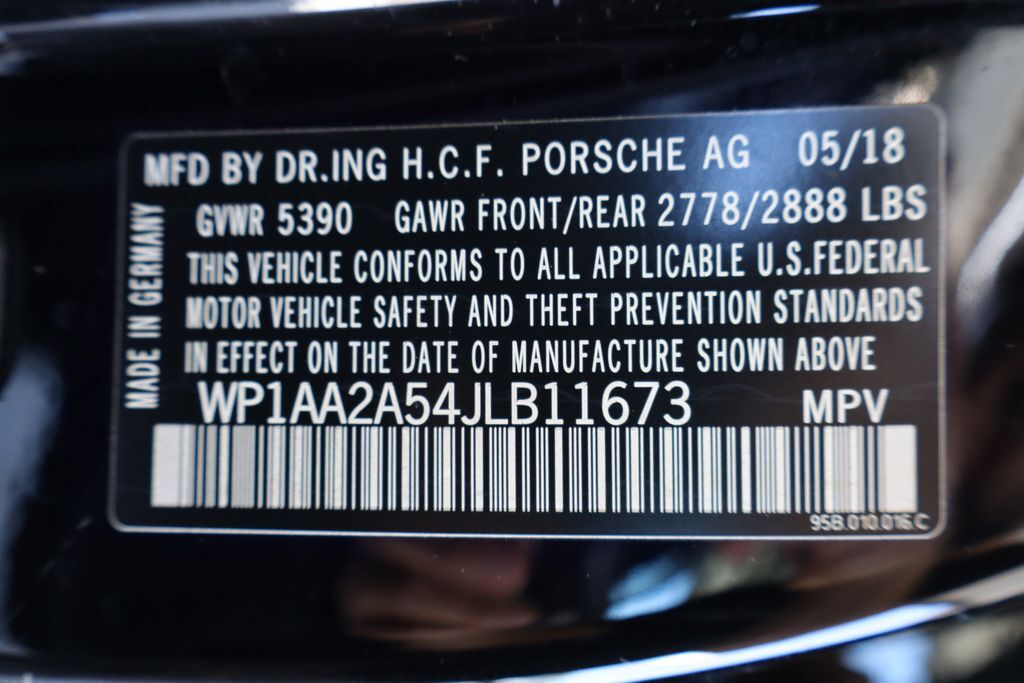 MFD BY DR.ING H.C.F. PORSCHE AG 05/18
GVWR 5390 GAWR FRONT/REAR 2778/2888 LBS
THIS VEHICLE CONFORMS TO ALL APPLICABLE U.S.FEDERAL
MOTOR VEHICLE SAFETY AND THEFT PREVENTION STANDARDS
IN EFFECT ON THE DATE OF MANUFACTURE SHOWN ABOVE
WP1AA2A54JLB11673 MPV
95B.010.016 C
MADE IN GERMANY